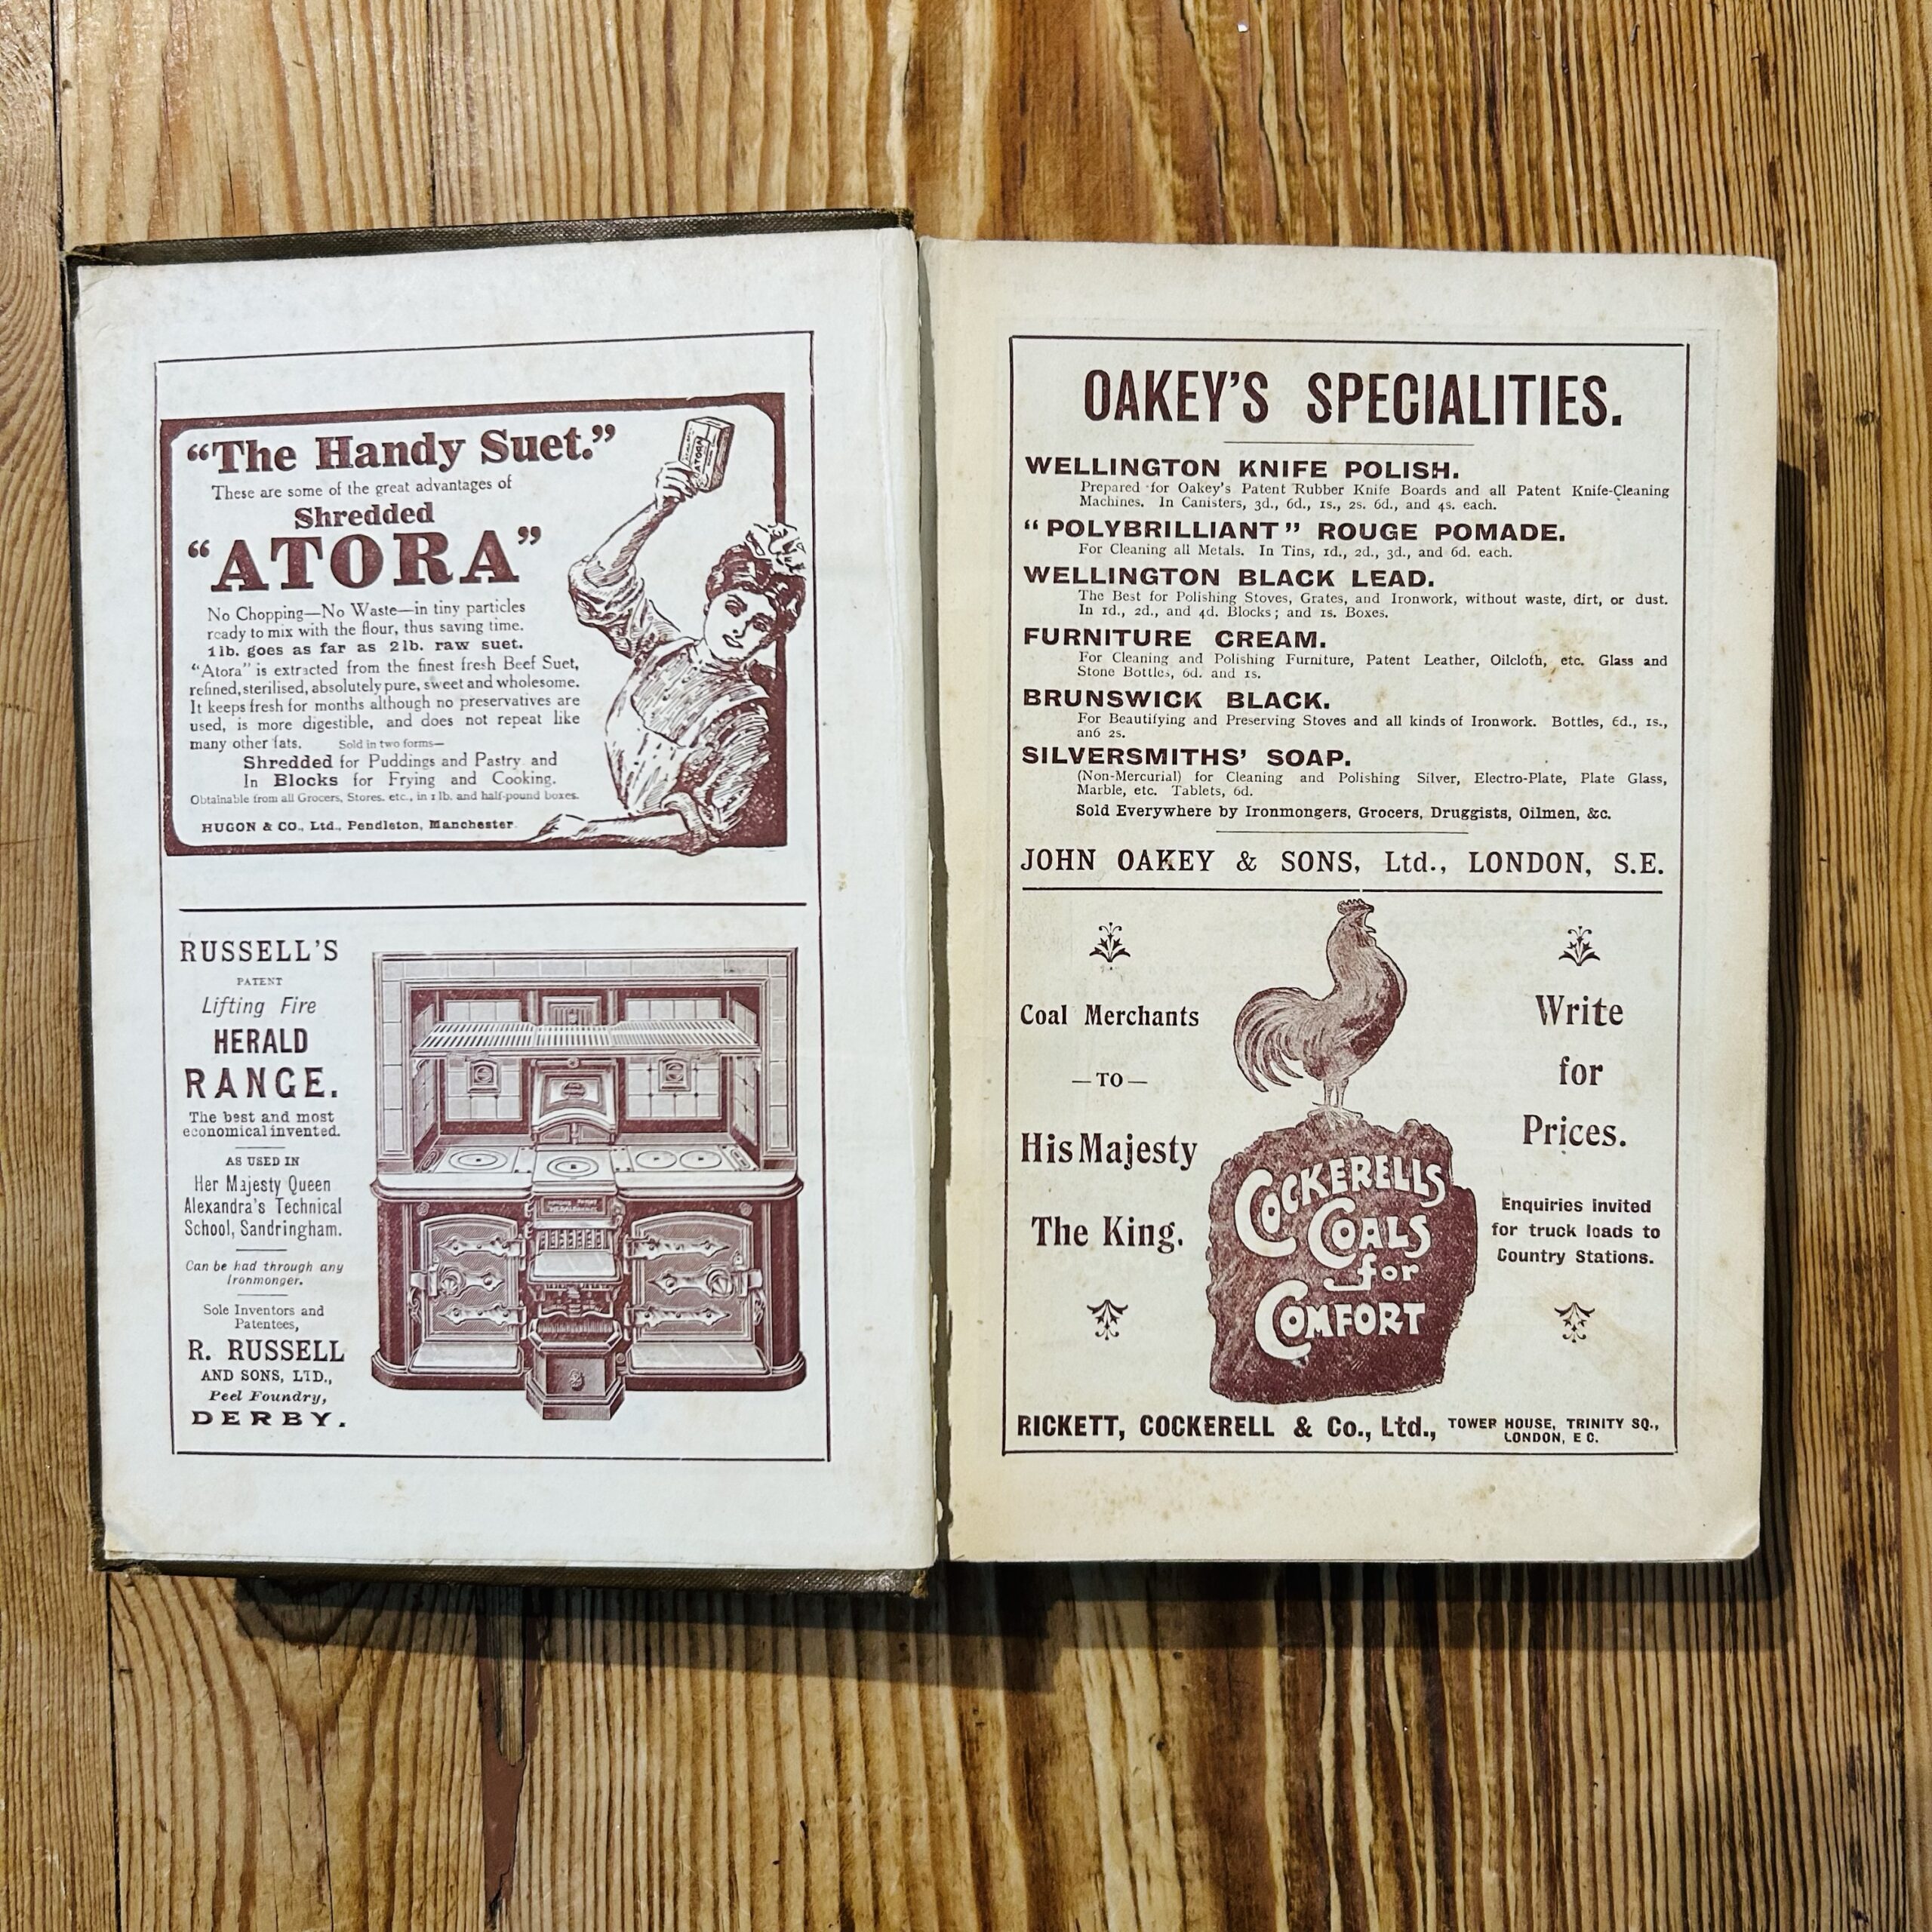 "The Handy Suet."
These are some of the great advantages of
Shredded
"ATORA"
No Chopping—No Waste—in tiny particles
ready to mix with the flour, thus saving time.
1lb. goes as far as 2lb. raw suet.
"Atora" is extracted from the finest fresh Beef Suet,
refined, sterilised, absolutely pure, sweet and wholesome.
It keeps fresh for months although no preservatives are
used, is more digestible, and does not repeat like
many other fats. Sold in two forms—
Shredded for Puddings and Pastry and
In Blocks for Frying and Cooking.
Obtainable from all Grocers, Stores, etc., in 1 lb. and half-pound boxes.
HUGON & CO., Ltd., Pendleton, Manchester.
ATORA
RUSSELL'S
PATENT
Lifting Fire
HERALD
RANGE.
The best and most
economical invented.
AS USED IN
Her Majesty Queen
Alexandra's Technical
School, Sandringham.
Can be had through any
Ironmonger.
Sole Inventors and
Patentees,
R. RUSSELL
AND SONS, LTD.,
Peel Foundry,
DERBY.
OAKEY'S SPECIALITIES.
WELLINGTON KNIFE POLISH.
Prepared for Oakey's Patent Rubber Knife Boards and all Patent Knife-Cleaning
Machines. In Canisters, 3d., 6d., 1s., 2s. 6d., and 4s. each.
"POLYBRILLIANT" ROUGE POMADE.
For Cleaning all Metals. In Tins, 1d., 2d., 3d., and 6d. each.
WELLINGTON BLACK LEAD.
The Best for Polishing Stoves, Grates, and Ironwork, without waste, dirt, or dust.
In 1d., 2d., and 4d. Blocks; and 1s. Boxes.
FURNITURE CREAM.
For Cleaning and Polishing Furniture, Patent Leather, Oilcloth, etc. Glass and
Stone Bottles, 6d. and 1s.
BRUNSWICK BLACK.
For Beautifying and Preserving Stoves and all kinds of Ironwork. Bottles, 6d., 1s.,
an6 2s.
SILVERSMITHS' SOAP.
(Non-Mercurial) for Cleaning and Polishing Silver, Electro-Plate, Plate Glass,
Marble, etc. Tablets, 6d.
Sold Everywhere by Ironmongers, Grocers, Druggists, Oilmen, &c.
JOHN OAKEY & SONS, Ltd., LONDON, S.E.
Coal Merchants
—TO—
His Majesty
The King.
COCKERELLS
COALS
for
COMFORT
Write
for
Prices.
Enquiries invited
for truck loads to
Country Stations.
RICKETT, COCKERELL & Co., Ltd., TOWER HOUSE, TRINITY SQ.,
LONDON, E C.